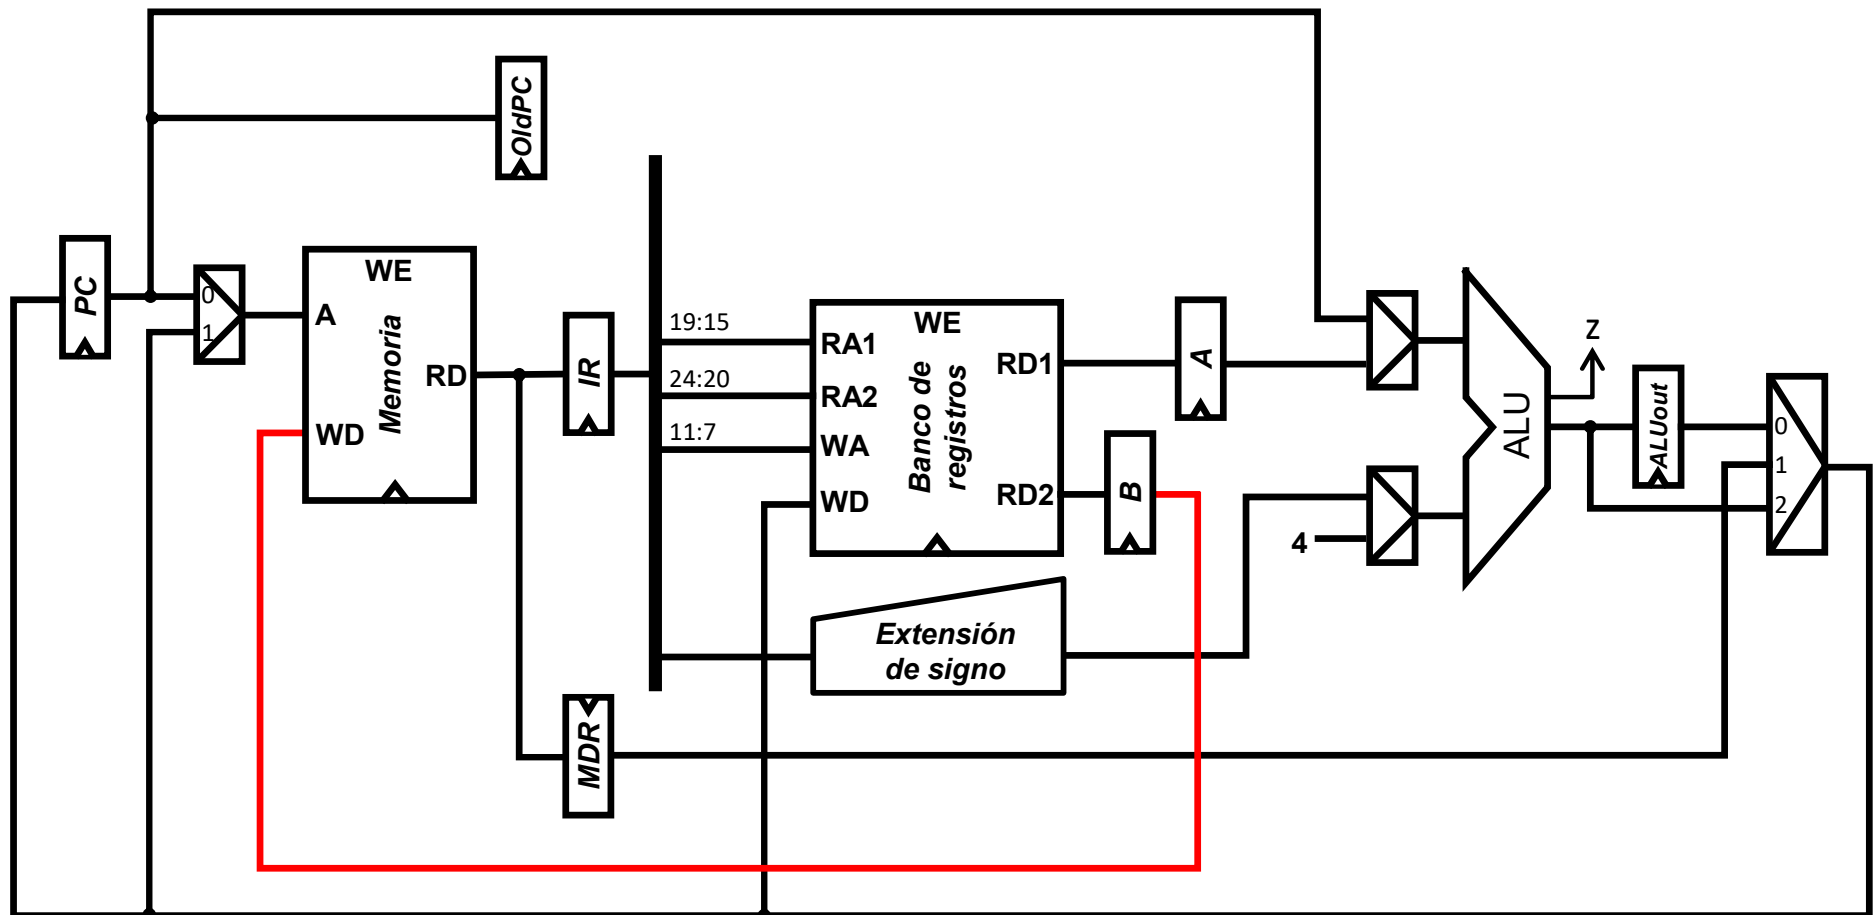 OldPC
PC
0
1
WE
A
Memoria
RD
WD
IR
19:15
24:20
11:7
WE
RA1
RA2
WA
WD
Banco de
registros
RD1
RD2
A
B
4
ALU
Z
ALUout
0
1
2
Extensión
de signo
MDR